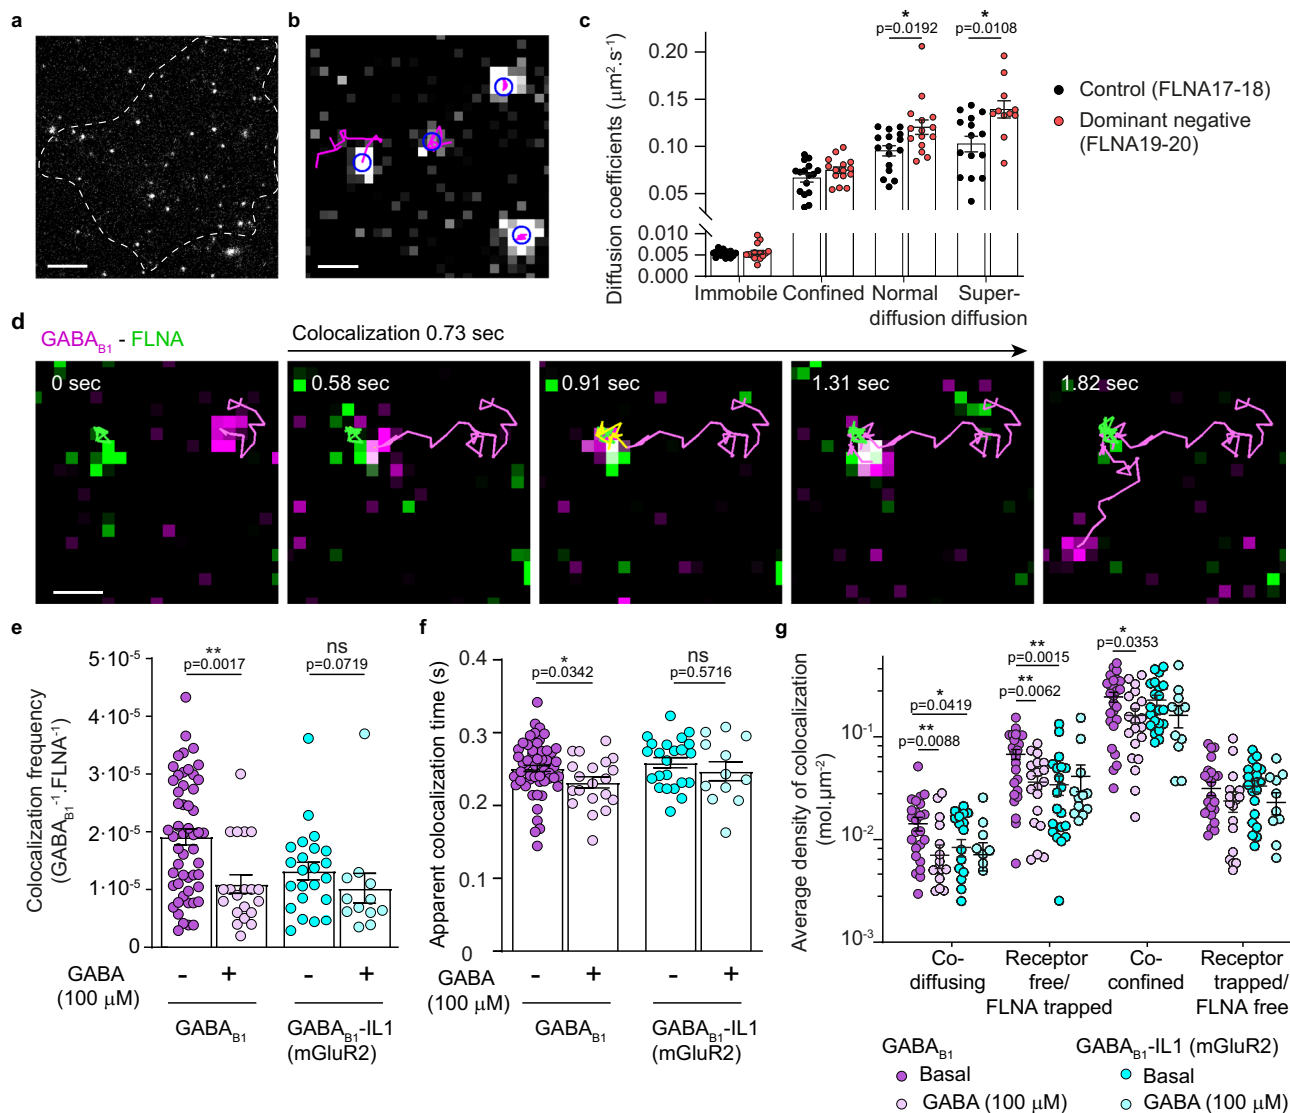 a
b
c
Diffusion coefficients (μm².s⁻¹)
0.20
0.15
0.10
0.05
0.010
0.005
0.000
*
p=0.0192
*
p=0.0108
Immobile
Confined
Normal
diffusion
Super-
diffusion
Control (FLNA17-18)
Dominant negative
(FLNA19-20)
d
GABA_B1 - FLNA
Colocalization 0.73 sec
0 sec
0.58 sec
0.91 sec
1.31 sec
1.82 sec
e
Colocalization frequency
(GABA_B1⁻¹.FLNA⁻¹)
5·10⁻⁵
4·10⁻⁵
3·10⁻⁵
2·10⁻⁵
1·10⁻⁵
0
**
p=0.0017
ns
p=0.0719
GABA
(100 μM)
- + - +
GABA_B1
GABA_B1-IL1
(mGluR2)
f
Apparent colocalization time (s)
0.4
0.3
0.2
0.1
0
*
p=0.0342
ns
p=0.5716
GABA
(100 μM)
- + - +
GABA_B1
GABA_B1-IL1
(mGluR2)
g
Average density of colocalization
(mol.μm⁻²)
10⁻¹
10⁻²
10⁻³
*
p=0.0419
**
p=0.0088
**
p=0.0015
**
p=0.0062
*
p=0.0353
Co-
diffusing
Receptor
free/
FLNA trapped
Co-
confined
Receptor
trapped/
FLNA free
GABA_B1
Basal
GABA (100 μM)
GABA_B1-IL1 (mGluR2)
Basal
GABA (100 μM)